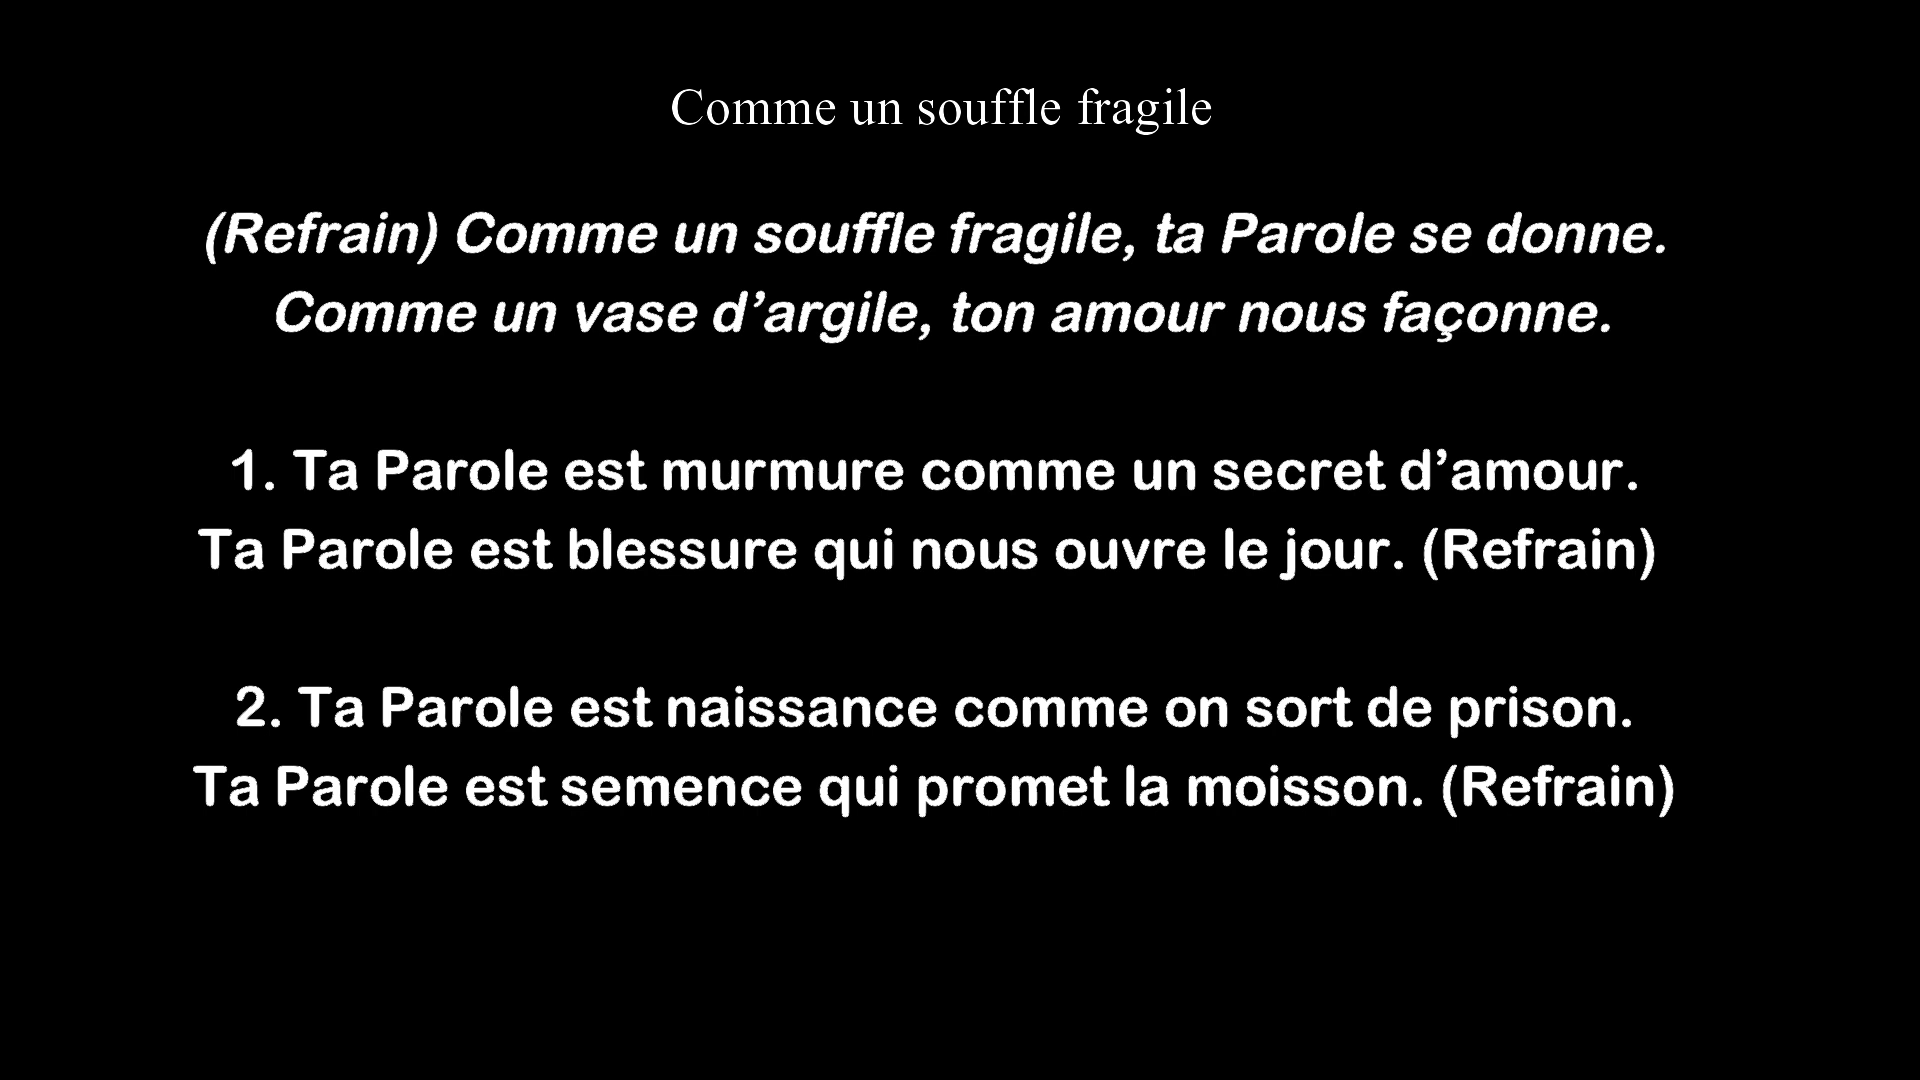 Comme un souffle fragile
(Refrain) Comme un souffle fragile, ta Parole se donne.
Comme un vase d’argile, ton amour nous façonne.
1. Ta Parole est murmure comme un secret d’amour.
Ta Parole est blessure qui nous ouvre le jour. (Refrain)
2. Ta Parole est naissance comme on sort de prison.
Ta Parole est semence qui promet la moisson. (Refrain)